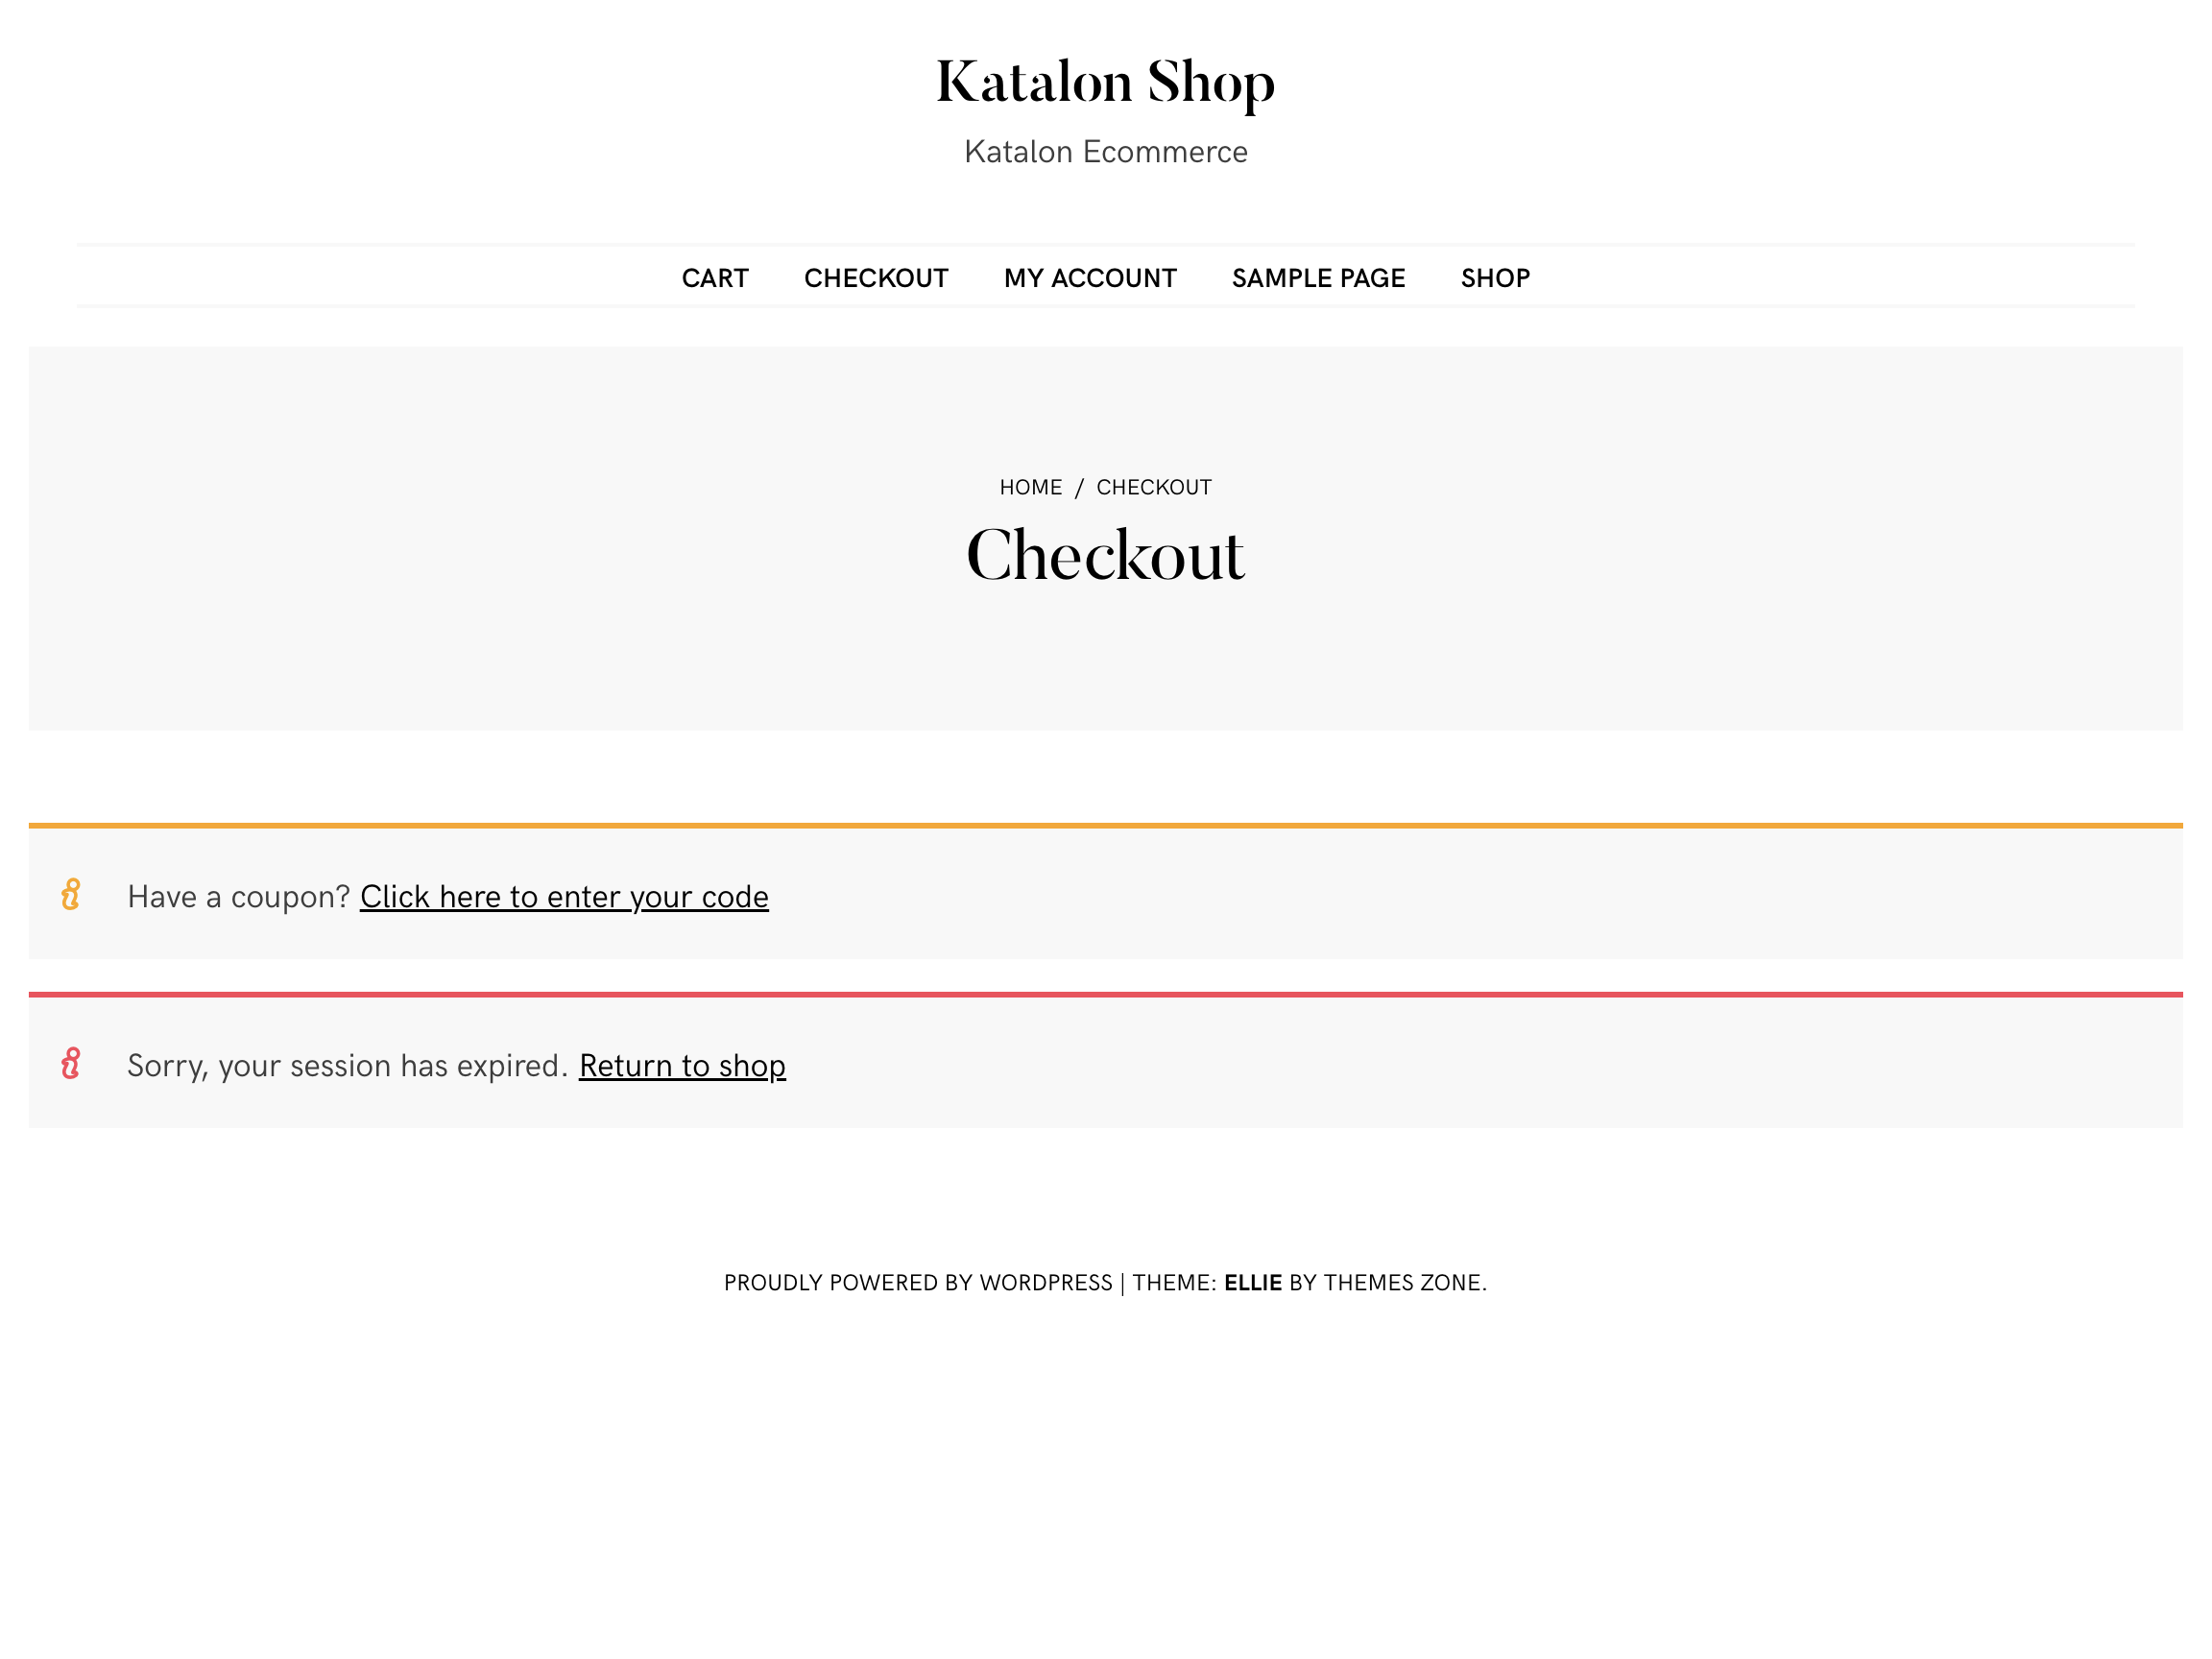 Katalon Shop
Katalon Ecommerce
CART CHECKOUT MY ACCOUNT SAMPLE PAGE SHOP
HOME / CHECKOUT
Checkout
Have a coupon? Click here to enter your code
Sorry, your session has expired. Return to shop
PROUDLY POWERED BY WORDPRESS | THEME: ELLIE BY THEMES ZONE.